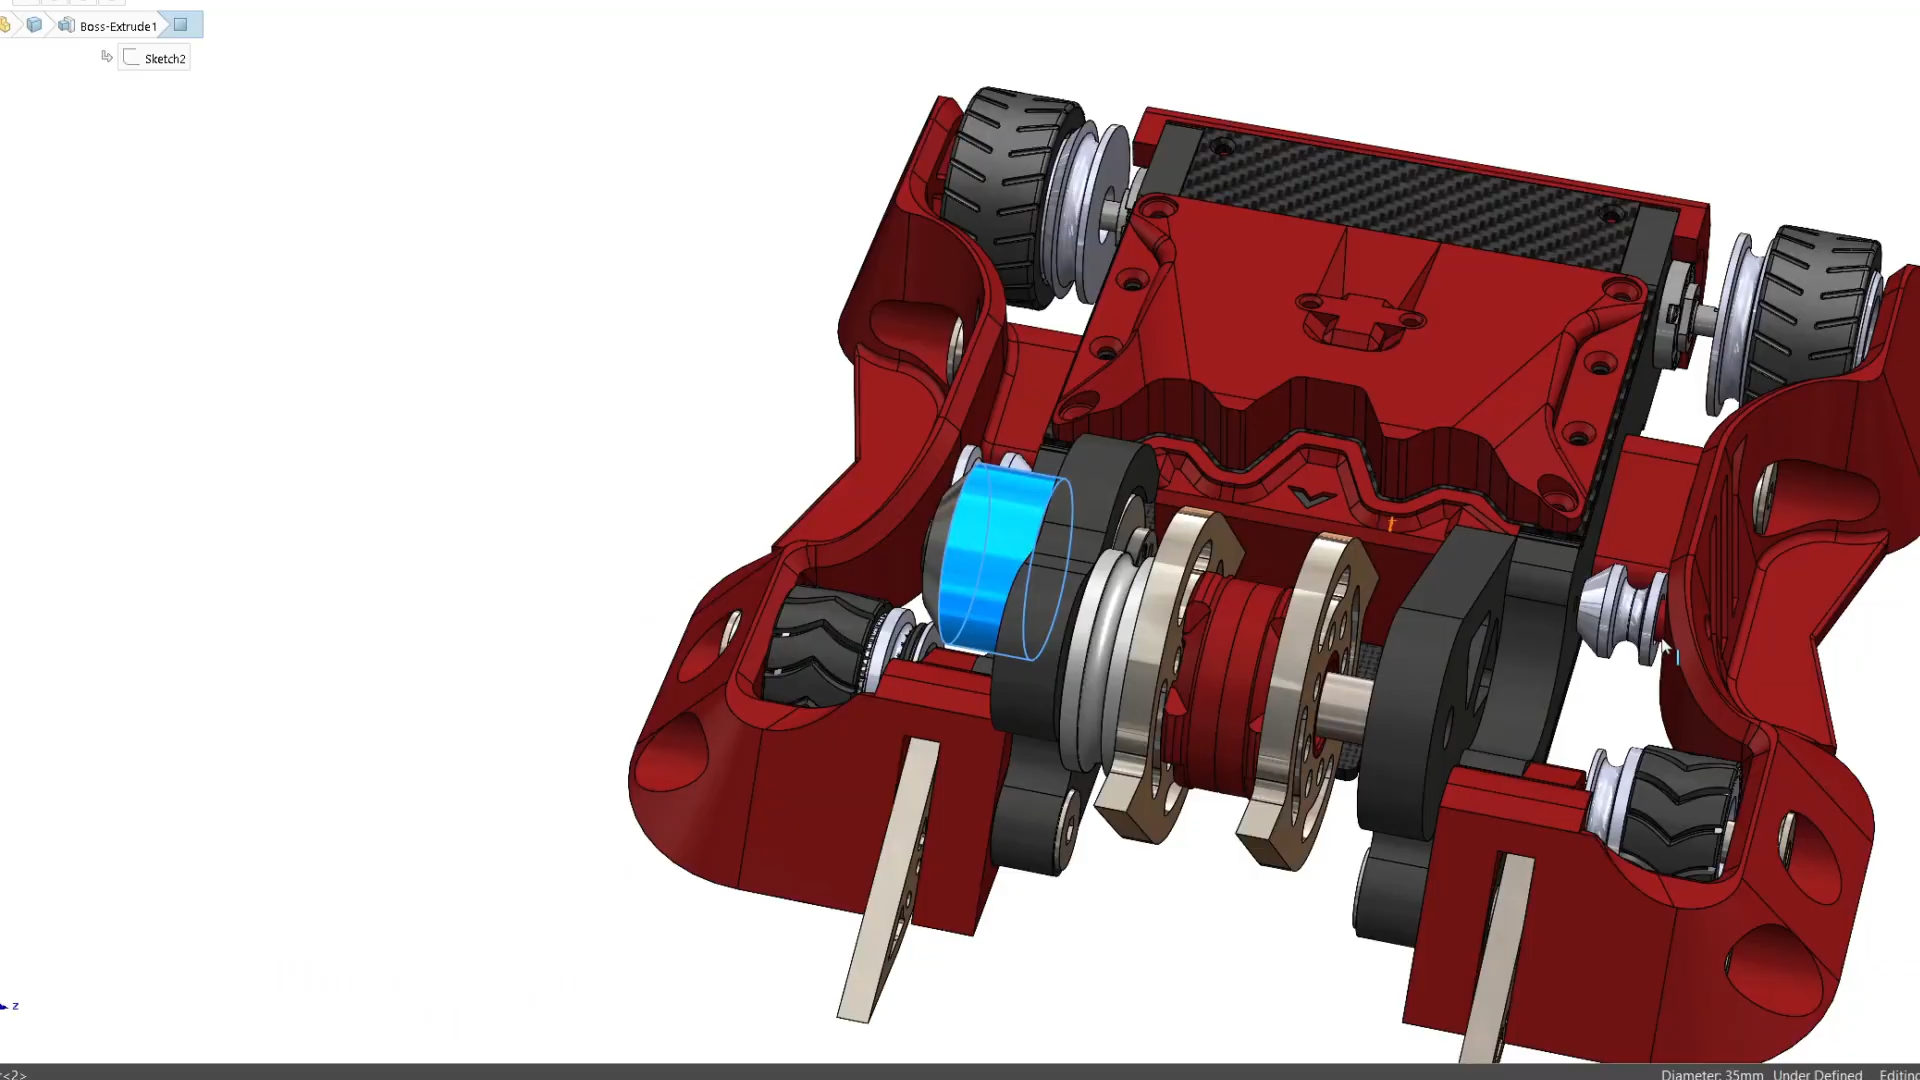 Boss-Extrude1
Sketch2
z
<2>
Diameter: 35mm Under Defined Editing